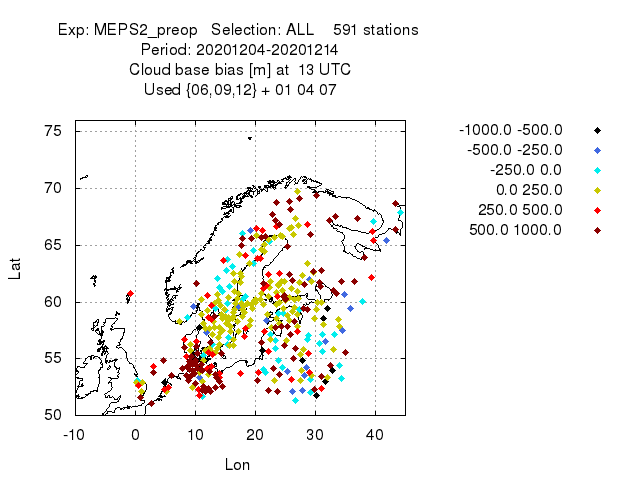 Exp: MEPS2_preop   Selection: ALL    591 stations
Period: 20201204-20201214
Cloud base bias [m] at  13 UTC
Used {06,09,12} + 01 04 07
-1000.0 -500.0
-500.0 -250.0
-250.0 0.0
0.0 250.0
250.0 500.0
500.0 1000.0
75
70
65
60
55
50
Lat
-10 0 10 20 30 40
Lon